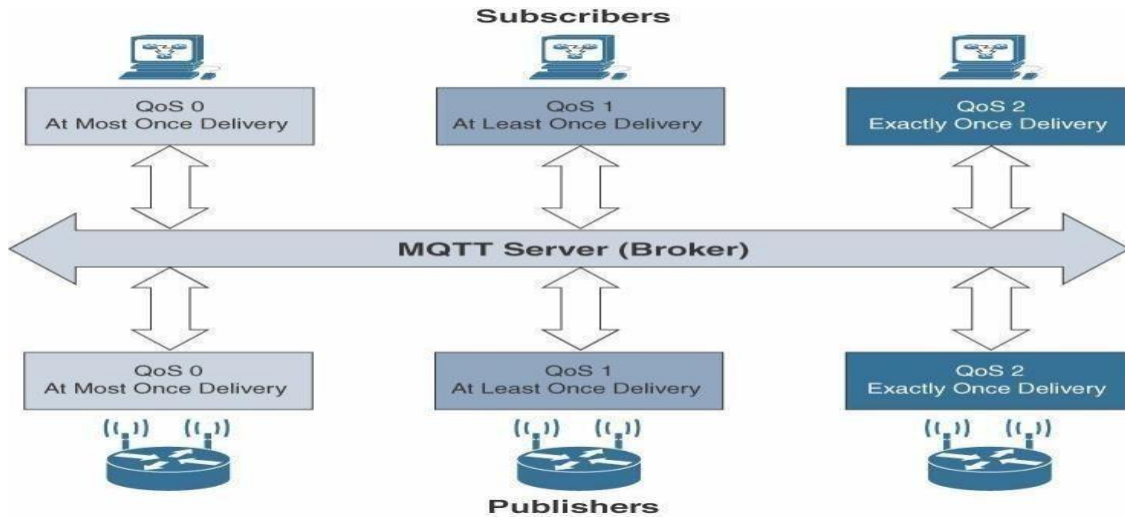 Subscribers
QoS 0
At Most Once Delivery
QoS 1
At Least Once Delivery
QoS 2
Exactly Once Delivery
MQTT Server (Broker)
QoS 0
At Most Once Delivery
QoS 1
At Least Once Delivery
QoS 2
Exactly Once Delivery
Publishers